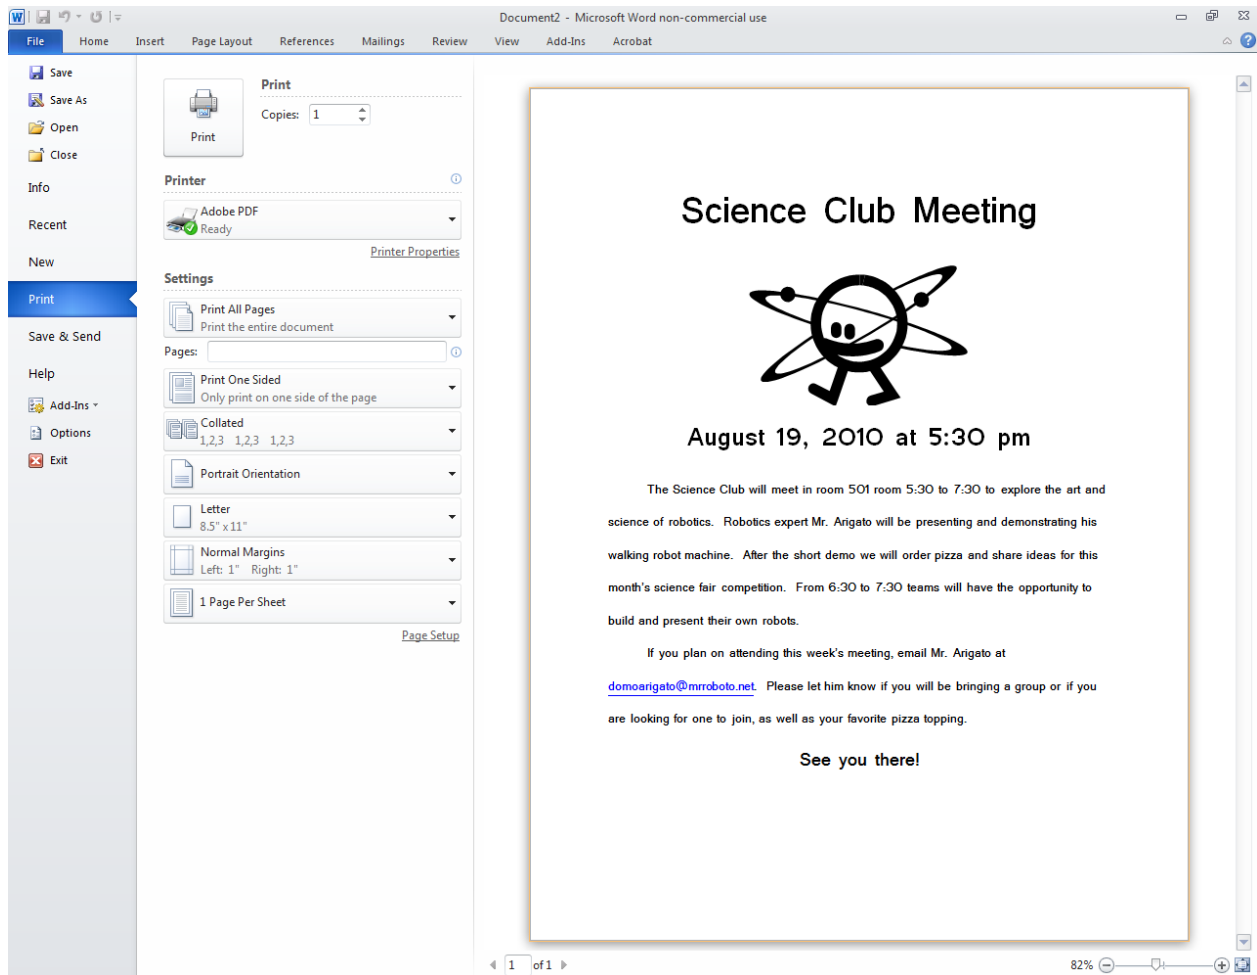 Document2 - Microsoft Word non-commercial use
File Home Insert Page Layout References Mailings Review View Add-Ins Acrobat
Save
Save As
Open
Close
Info
Recent
New
Print
Save & Send
Help
Add-Ins
Options
Exit
Print
Print
Copies: 1
Printer
Adobe PDF
Ready
Printer Properties
Settings
Print All Pages
Print the entire document
Pages:
Print One Sided
Only print on one side of the page
Collated
1,2,3 1,2,3 1,2,3
Portrait Orientation
Letter
8.5" x 11"
Normal Margins
Left: 1" Right: 1"
1 Page Per Sheet
Page Setup
Science Club Meeting
August 19, 2010 at 5:30 pm
The Science Club will meet in room 501 room 5:30 to 7:30 to explore the art and
science of robotics. Robotics expert Mr. Arigato will be presenting and demonstrating his
walking robot machine. After the short demo we will order pizza and share ideas for this
month's science fair competition. From 6:30 to 7:30 teams will have the opportunity to
build and present their own robots.
If you plan on attending this week's meeting, email Mr. Arigato at
domoarigato@mrroboto.net. Please let him know if you will be bringing a group or if you
are looking for one to join, as well as your favorite pizza topping.
See you there!
1 of 1
82%